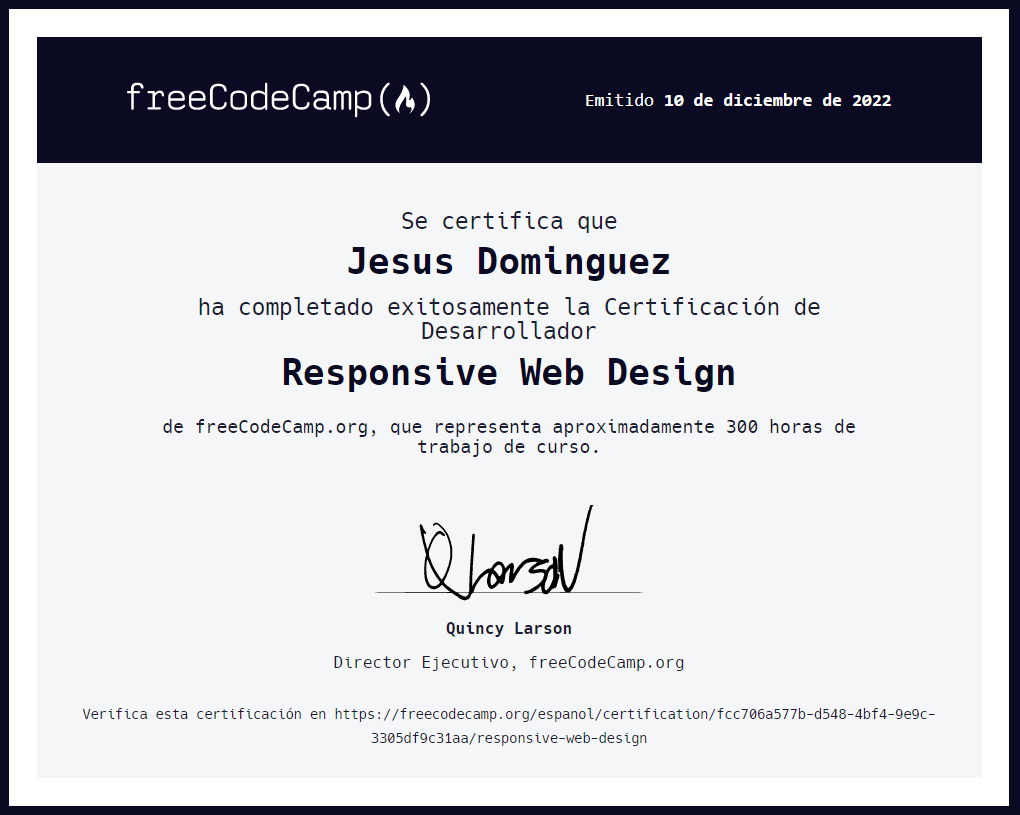 freeCodeCamp(🔥)
Emitido 10 de diciembre de 2022
Se certifica que
Jesus Dominguez
ha completado exitosamente la Certificación de
Desarrollador
Responsive Web Design
de freeCodeCamp.org, que representa aproximadamente 300 horas de
trabajo de curso.
Q Larson
Quincy Larson
Director Ejecutivo, freeCodeCamp.org
Verifica esta certificación en https://freecodecamp.org/espanol/certification/fcc706a577b-d548-4bf4-9e9c-
3305df9c31aa/responsive-web-design